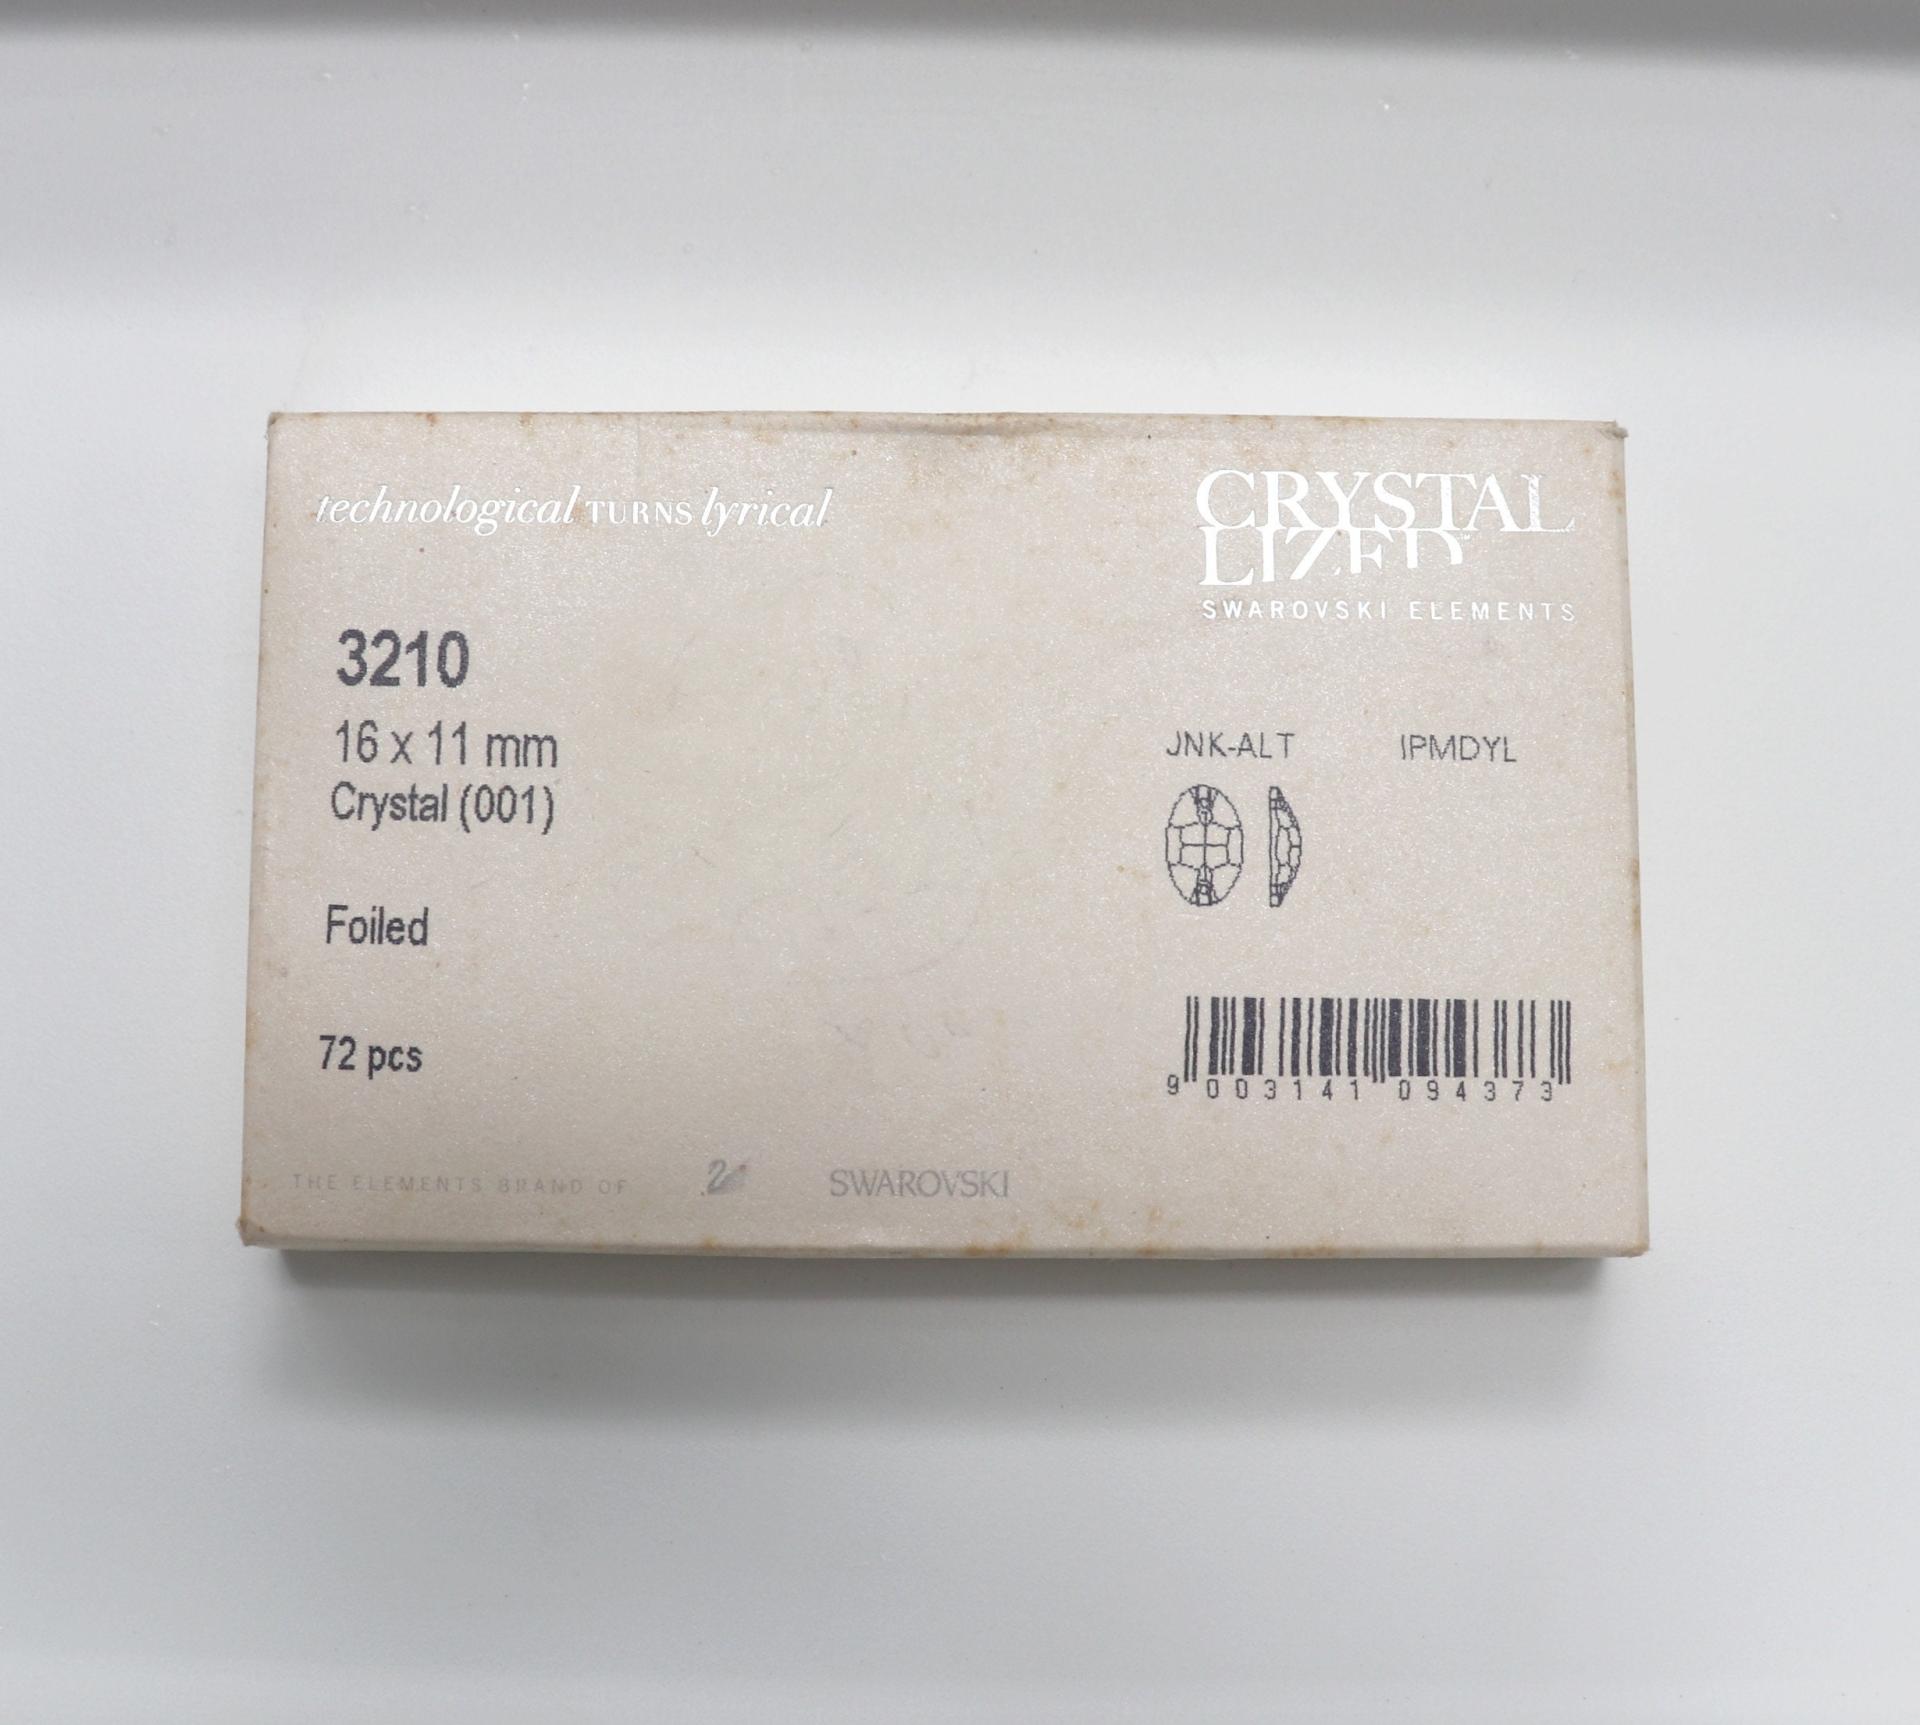 technological TURNS lyrical
CRYSTAL
LIZED™
SWAROVSKI ELEMENTS
3210
16 x 11 mm
Crystal (001)
JNK-ALT IPMDYL
Foiled
72 pcs
9 003141 094373
THE ELEMENTS BRAND OF SWAROVSKI